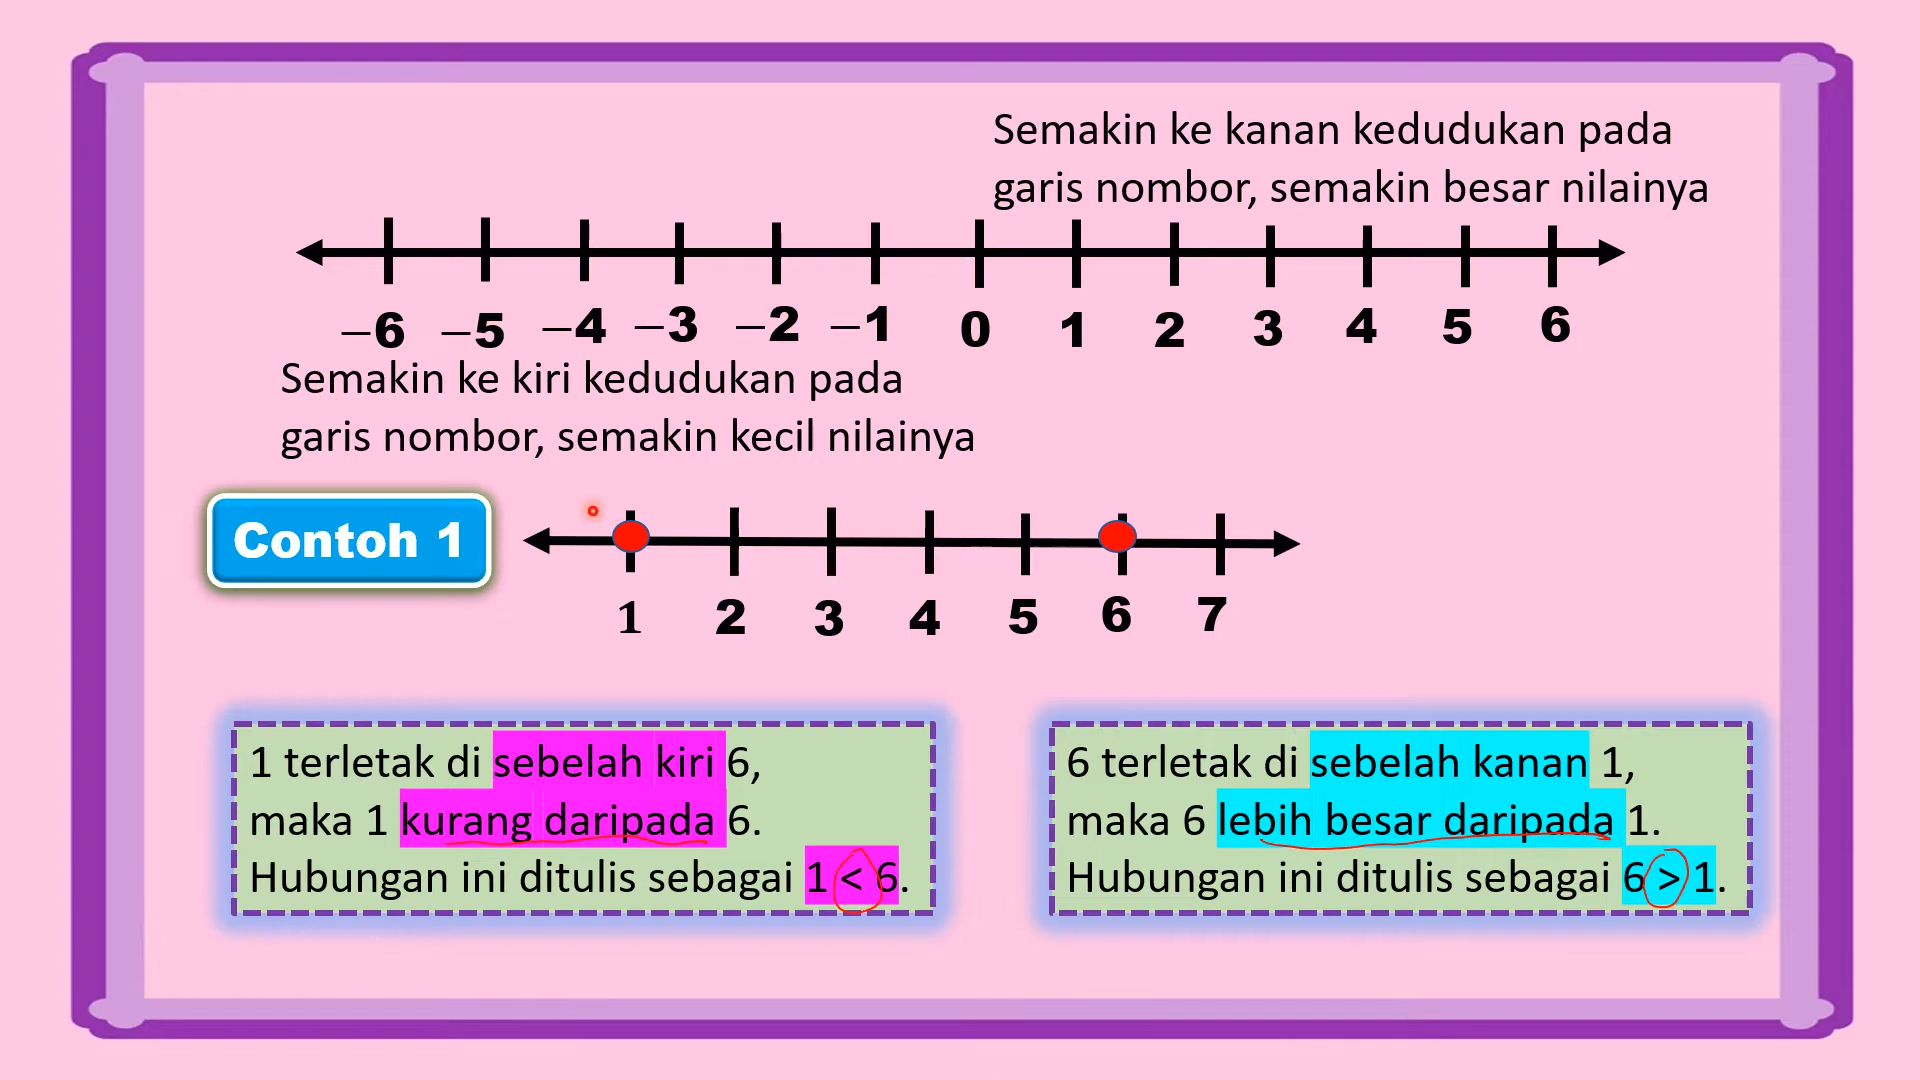 Semakin ke kanan kedudukan pada
garis nombor, semakin besar nilainya
–6 –5 –4 –3 –2 –1 0 1 2 3 4 5 6
Semakin ke kiri kedudukan pada
garis nombor, semakin kecil nilainya
Contoh 1
1 2 3 4 5 6 7
1 terletak di sebelah kiri 6,
maka 1 kurang daripada 6.
Hubungan ini ditulis sebagai 1 < 6.
6 terletak di sebelah kanan 1,
maka 6 lebih besar daripada 1.
Hubungan ini ditulis sebagai 6 > 1.